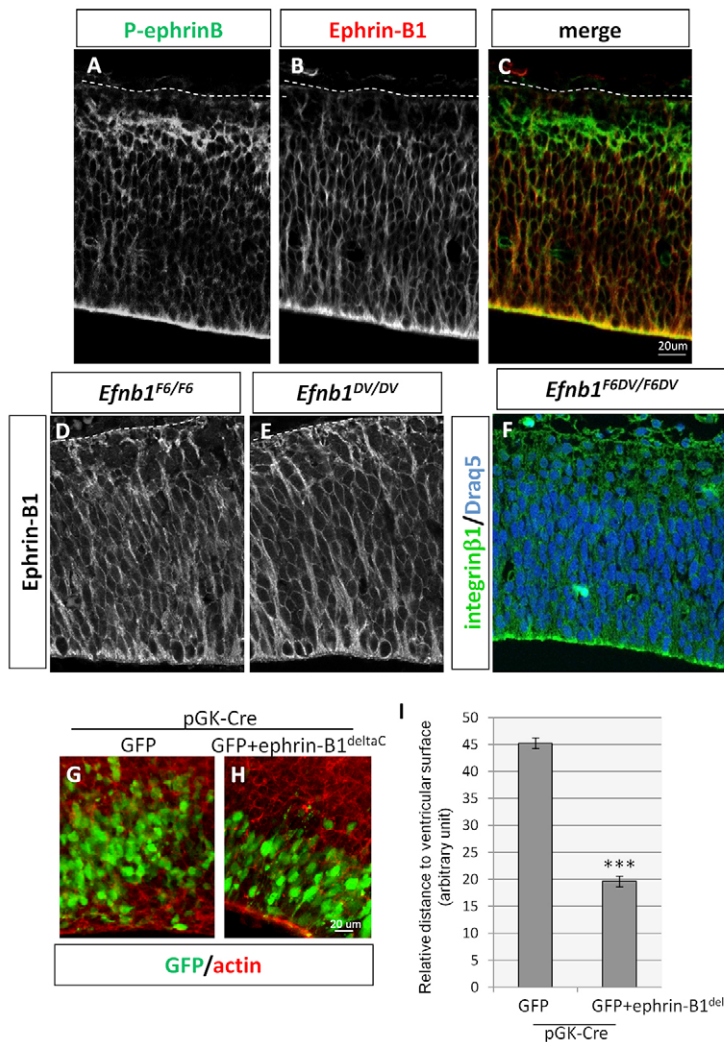 P-ephrinB Ephrin-B1 merge
A B C
20um
Efnb1F6/F6 Efnb1DV/DV Efnb1F6DV/F6DV
Ephrin-B1
D E
integrinβ1/Draq5
F
pGK-Cre
GFP GFP+ephrin-B1deltaC
G H
20 um
GFP/actin
I
Relative distance to ventricular surface
(arbitrary unit)
50
45
40
35
30
25
20
15
10
5
0
***
GFP GFP+ephrin-B1del
pGK-Cre